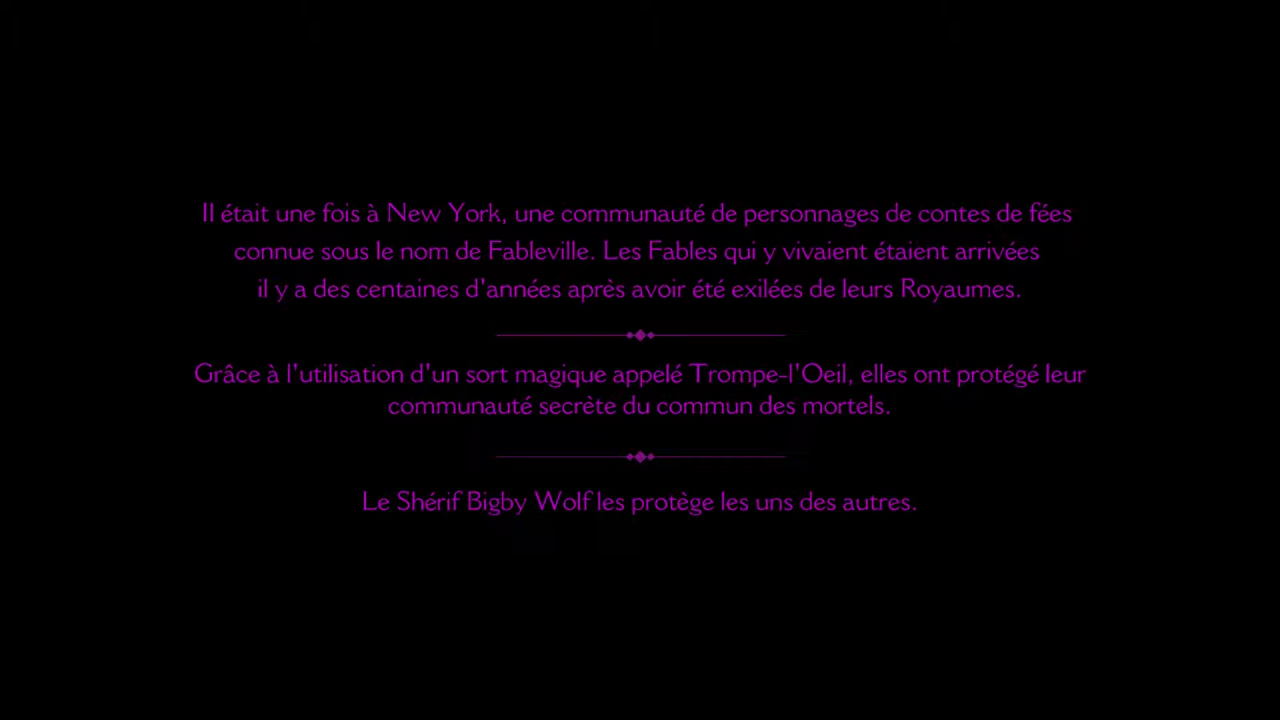 Il était une fois à New York, une communauté de personnages de contes de fées
connue sous le nom de Fableville. Les Fables qui y vivaient étaient arrivées
il y a des centaines d'années après avoir été exilées de leurs Royaumes.
Grâce à l'utilisation d'un sort magique appelé Trompe-l'Oeil, elles ont protégé leur
communauté secrète du commun des mortels.
Le Shérif Bigby Wolf les protège les uns des autres.